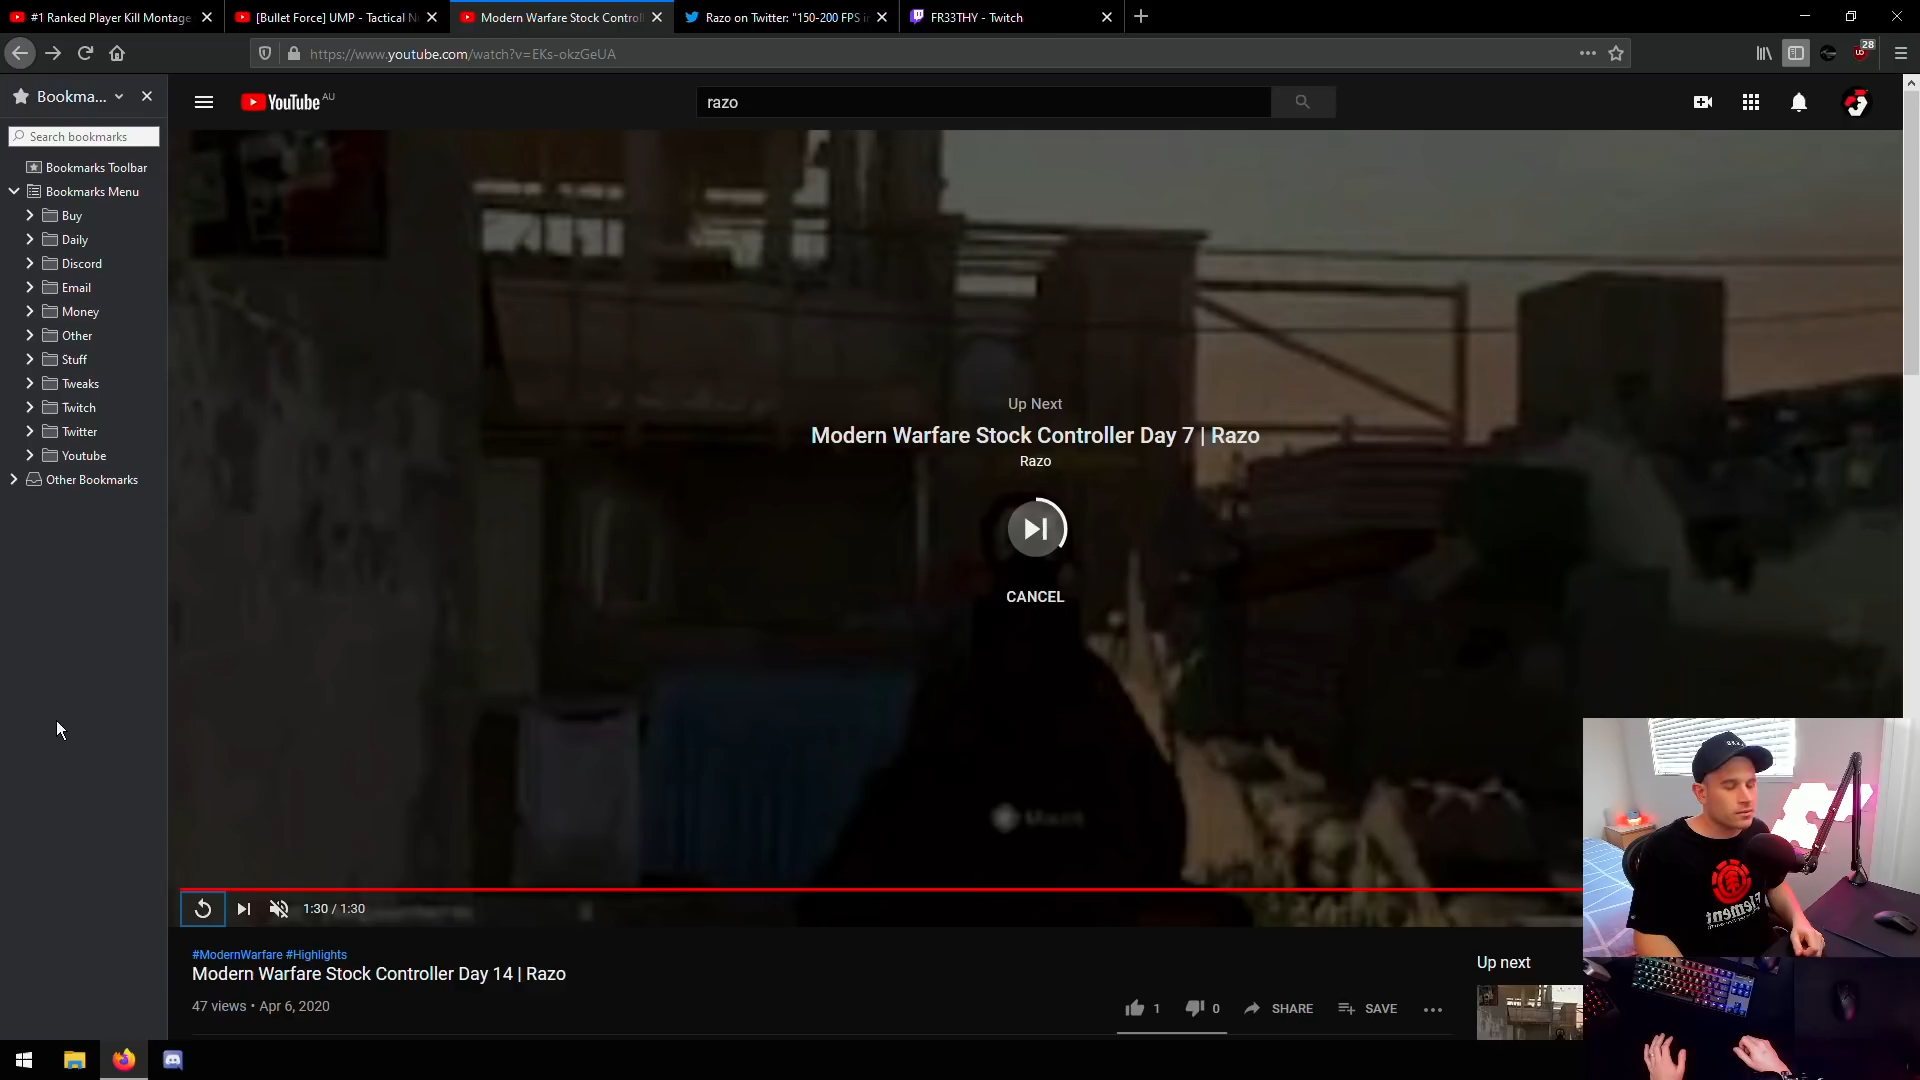 #1 Ranked Player Kill Montage
[Bullet Force] UMP - Tactical N
Modern Warfare Stock Control
Razo on Twitter: "150-200 FPS i
FR33THY - Twitch
https://www.youtube.com/watch?v=EKs-okzGeUA
28
Bookma...
YouTube AU
razo
Search bookmarks
Bookmarks Toolbar
Bookmarks Menu
Buy
Daily
Discord
Email
Money
Other
Stuff
Tweaks
Twitch
Twitter
Youtube
Other Bookmarks
Up Next
Modern Warfare Stock Controller Day 7 | Razo
Razo
CANCEL
Mount
1:30 / 1:30
#ModernWarfare #Highlights
Modern Warfare Stock Controller Day 14 | Razo
47 views • Apr 6, 2020
1
0
SHARE
SAVE
Up next
Element